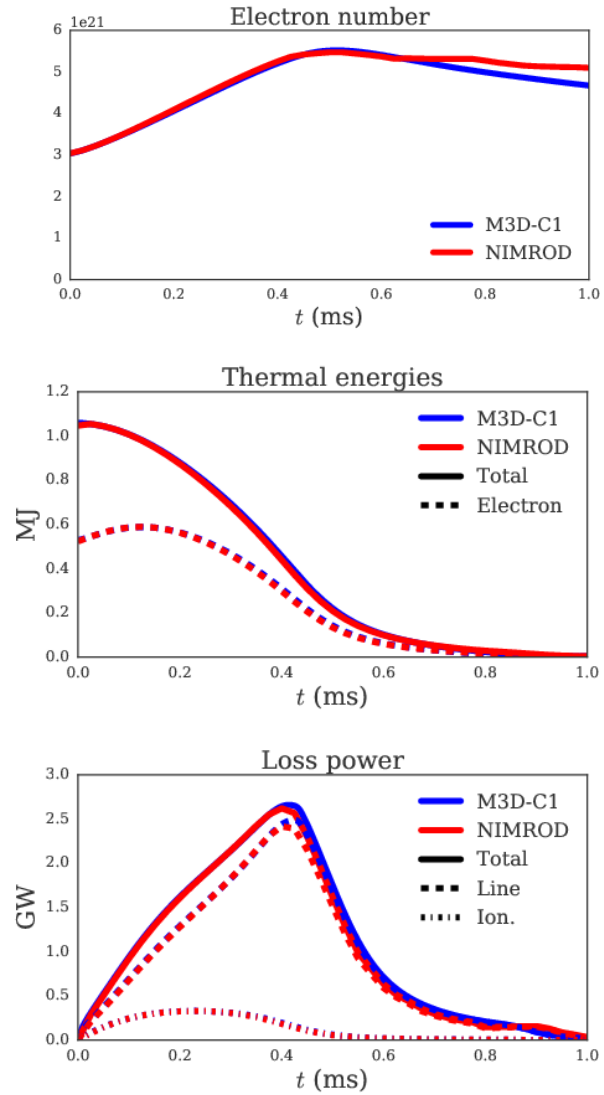 Electron number
1e21
6
5
4
3
2
1
0
M3D-C1
NIMROD
0.0 0.2 0.4 0.6 0.8 1.0
t (ms)
Thermal energies
1.2
1.0
0.8
0.6
0.4
0.2
0.0
MJ
M3D-C1
NIMROD
Total
Electron
0.0 0.2 0.4 0.6 0.8 1.0
t (ms)
Loss power
3.0
2.5
2.0
1.5
1.0
0.5
0.0
GW
M3D-C1
NIMROD
Total
Line
Ion.
0.0 0.2 0.4 0.6 0.8 1.0
t (ms)